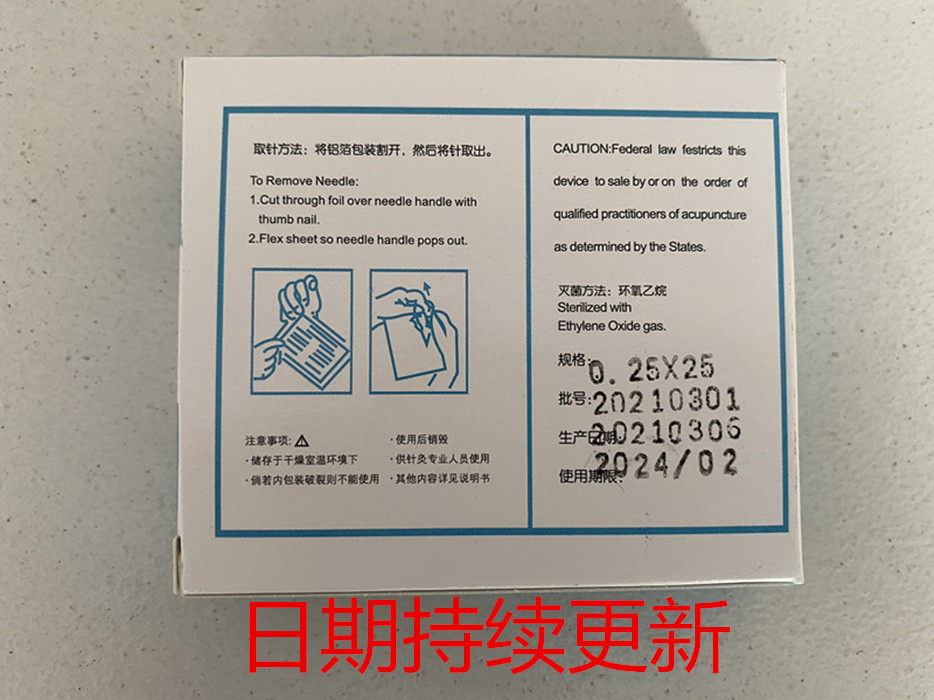 取针方法：将铝箔包装割开，然后将针取出。
To Remove Needle:
1.Cut through foil over needle handle with
thumb nail.
2.Flex sheet so needle handle pops out.
注意事项:
·储存于干燥室温环境下
·倘若内包装破裂则不能使用
·使用后销毁
·供针灸专业人员使用
·其他内容详见说明书
CAUTION:Federal law festricts this
device to sale by or on the order of
qualified practitioners of acupuncture
as determined by the States.
灭菌方法：环氧乙烷
Sterilized with
Ethylene Oxide gas.
规格: 0.25X25
批号: 20210301
生产日期: 20210306
使用期限: 2024/02
日期持续更新